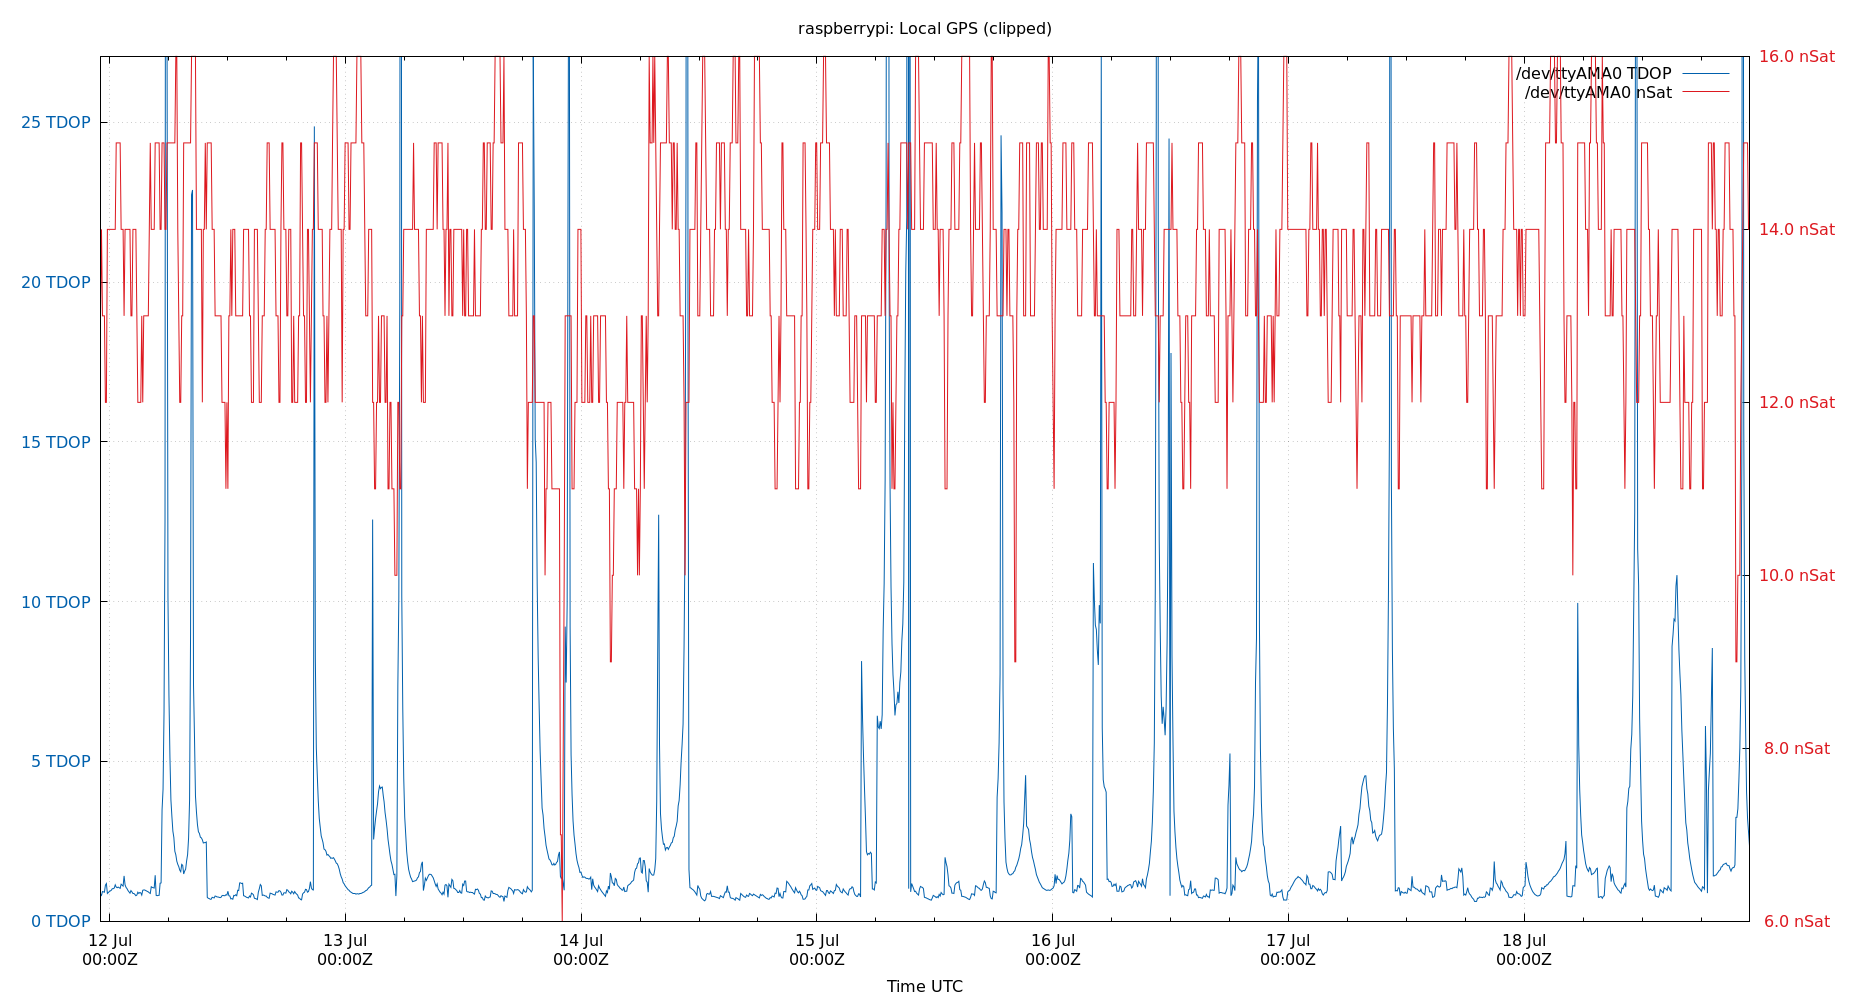 raspberrypi: Local GPS (clipped)
16.0 nSat
/dev/ttyAMA0 TDOP
/dev/ttyAMA0 nSat
25 TDOP
14.0 nSat
20 TDOP
12.0 nSat
15 TDOP
10.0 nSat
10 TDOP
8.0 nSat
5 TDOP
6.0 nSat
0 TDOP
12 Jul 13 Jul 14 Jul 15 Jul 16 Jul 17 Jul 18 Jul
00:00Z 00:00Z 00:00Z 00:00Z 00:00Z 00:00Z 00:00Z
Time UTC